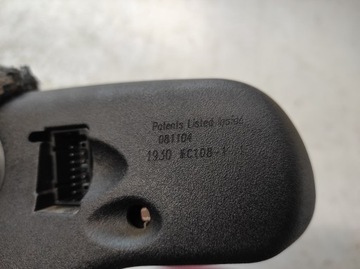 Patents Listed Inside
081104
1930 EC108-1